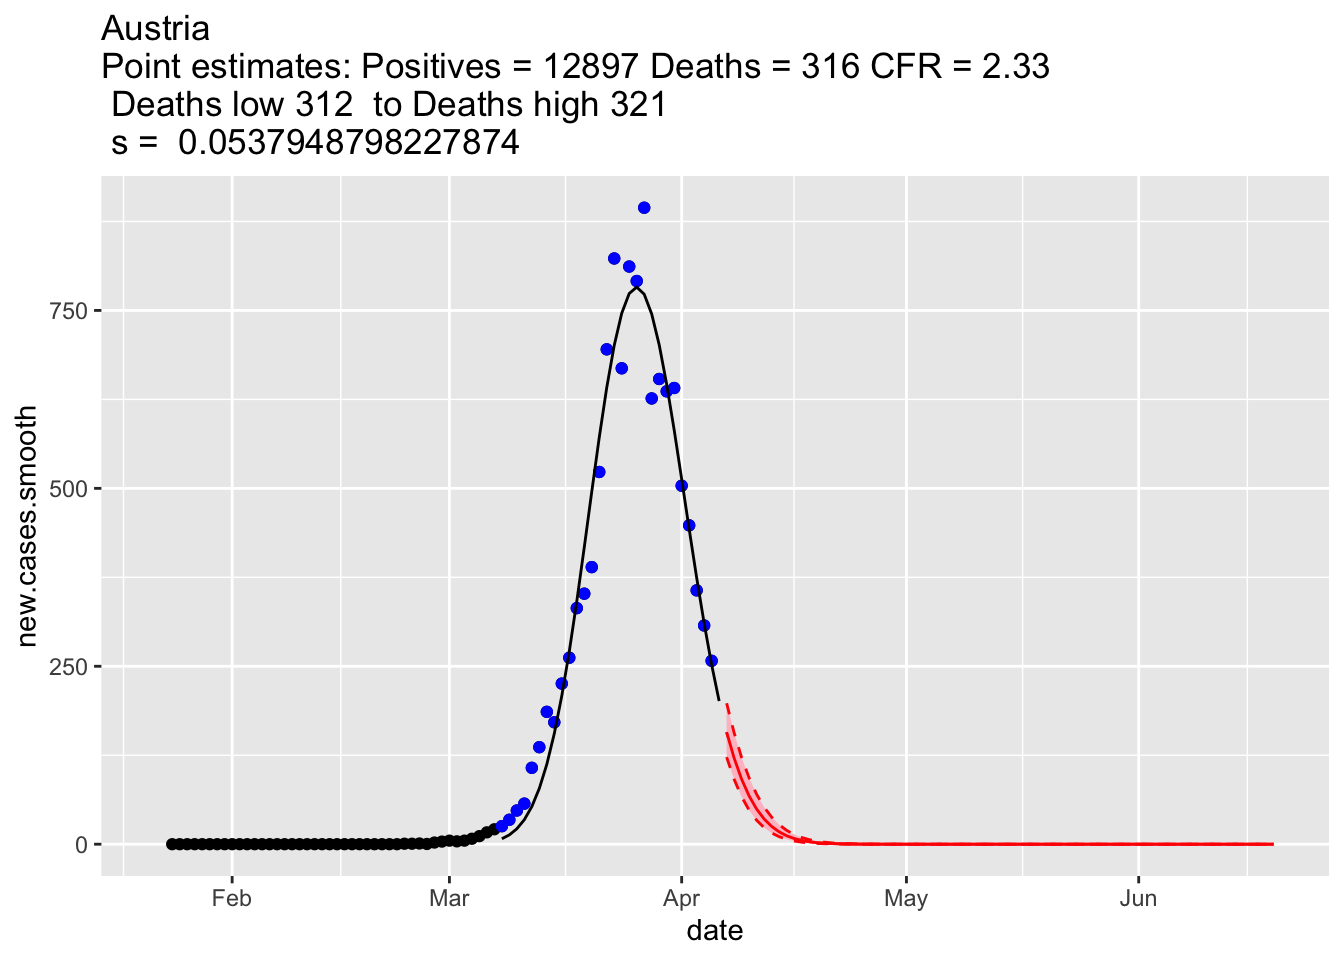 Austria
Point estimates: Positives = 12897 Deaths = 316 CFR = 2.33
Deaths low 312  to Deaths high 321
s =  0.0537948798227874
new.cases.smooth
750
500
250
0
Feb Mar Apr May Jun
date